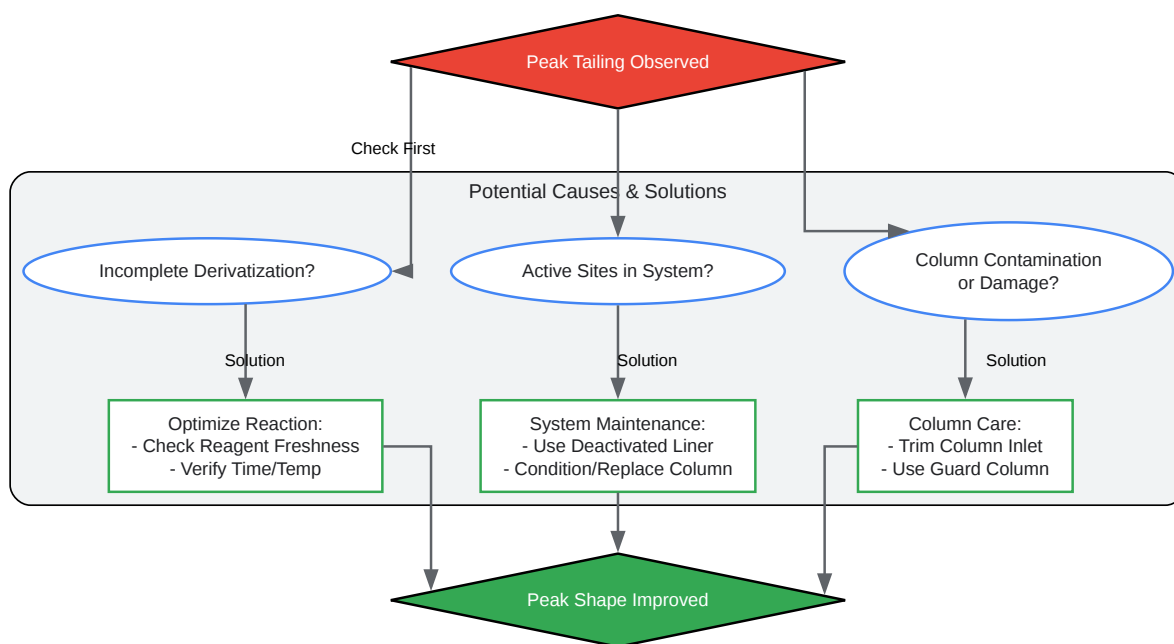 Peak Tailing Observed
Check First
Potential Causes & Solutions
Incomplete Derivatization?
Active Sites in System?
Column Contamination
or Damage?
Solution
Solution
Solution
Optimize Reaction:
- Check Reagent Freshness
- Verify Time/Temp
System Maintenance:
- Use Deactivated Liner
- Condition/Replace Column
Column Care:
- Trim Column Inlet
- Use Guard Column
Peak Shape Improved